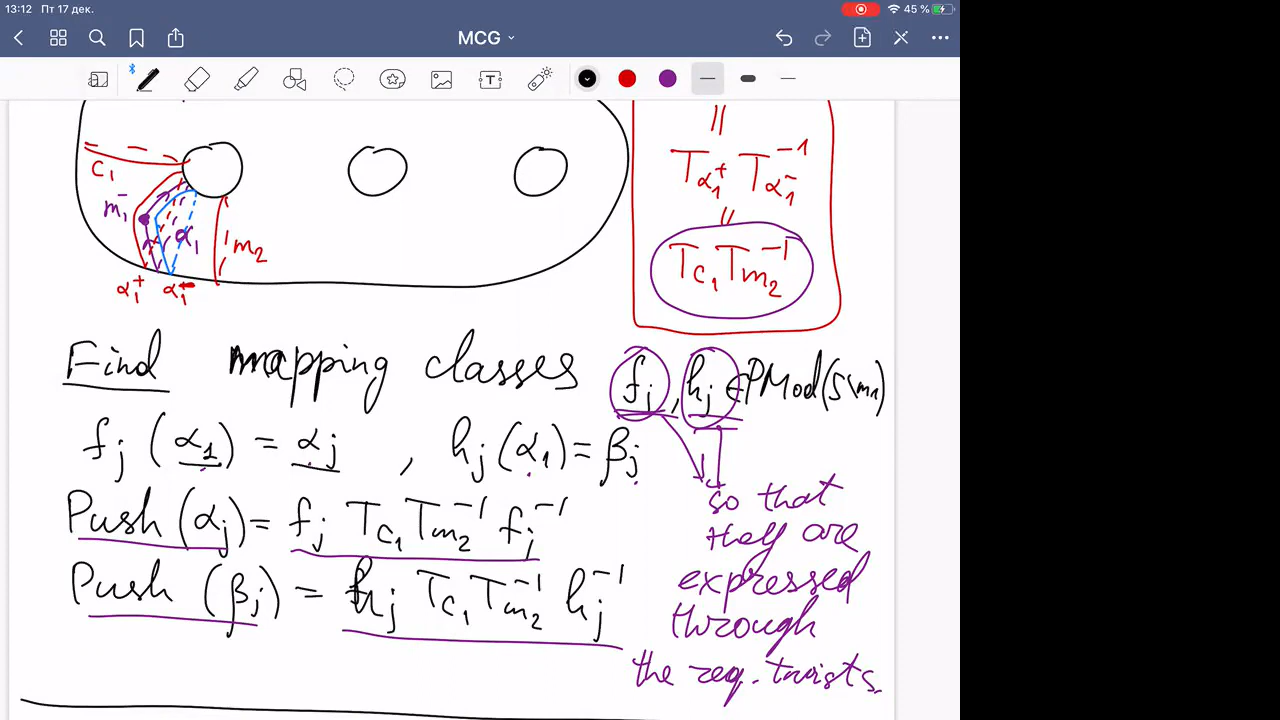 13:12 Пт 17 дек.
45 %
MCG
T
||
T_{α_1^+} T_{α_1^-}^{-1}
||
T_{c_1} T_{m_2}^{-1}
c_1
m_1
α_1
m_2
α_1^+ α_1^-
Find mapping classes f_j, h_j ∈ PMod(S\m_1)
f_j (α_1) = α_j , h_j (α_1) = β_j
Push (α_j) = f_j T_{c_1} T_{m_2}^{-1} f_j^{-1}
Push (β_j) = h_j T_{c_1} T_{m_2}^{-1} h_j^{-1}
so that
they are
expressed
through
the req. twists.